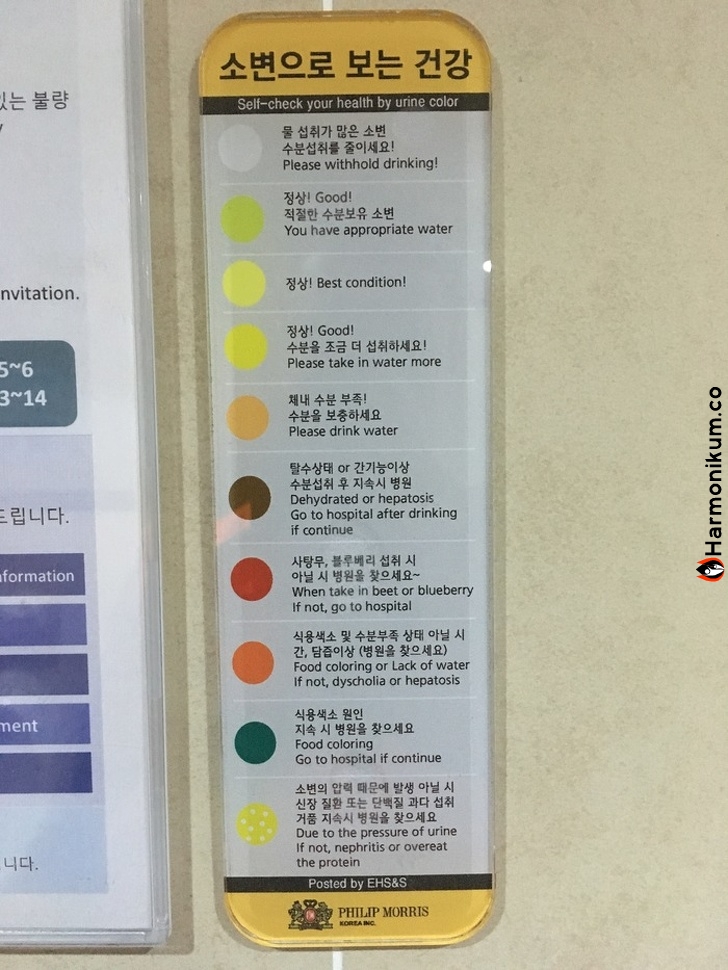 있는 불량
nvitation.
5~6
3~14
드립니다.
nformation
ment
니다.
소변으로 보는 건강
Self-check your health by urine color
물 섭취가 많은 소변
수분섭취를 줄이세요!
Please withhold drinking!
정상! Good!
적절한 수분보유 소변
You have appropriate water
정상! Best condition!
정상! Good!
수분을 조금 더 섭취하세요!
Please take in water more
체내 수분 부족!
수분을 보충하세요
Please drink water
탈수상태 or 간기능이상
수분섭취 후 지속시 병원
Dehydrated or hepatosis
Go to hospital after drinking
if continue
사탕무, 블루베리 섭취 시
아닐 시 병원을 찾으세요~
When take in beet or blueberry
If not, go to hospital
식용색소 및 수분부족 상태 아닐 시
간, 담즙이상 (병원을 찾으세요)
Food coloring or Lack of water
If not, dyscholia or hepatosis
식용색소 원인
지속 시 병원을 찾으세요
Food coloring
Go to hospital if continue
소변의 압력 때문에 발생 아닐 시
신장 질환 또는 단백질 과다 섭취
거품 지속시 병원을 찾으세요
Due to the pressure of urine
If not, nephritis or overeat
the protein
Posted by EHS&S
PHILIP MORRIS
KOREA INC.
Harmonikum.co